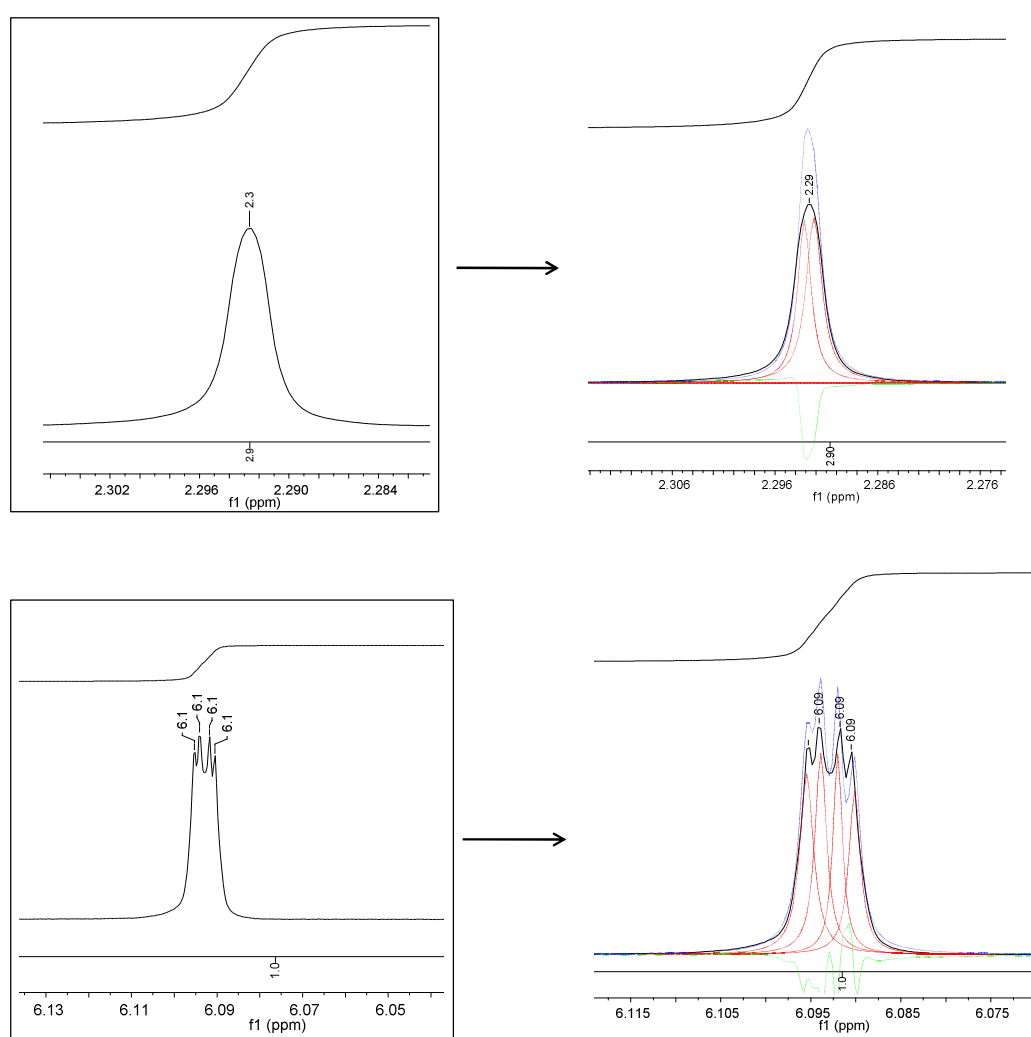 2.3
2.9
2.302 2.296 2.290 2.284
f1 (ppm)
2.29
2.90
2.306 2.296 2.286 2.276
f1 (ppm)
6.1 6.1 6.1 6.1
1.0
6.13 6.11 6.09 6.07 6.05
f1 (ppm)
6.09 6.09 6.09
1.0
6.115 6.105 6.095 6.085 6.075
f1 (ppm)